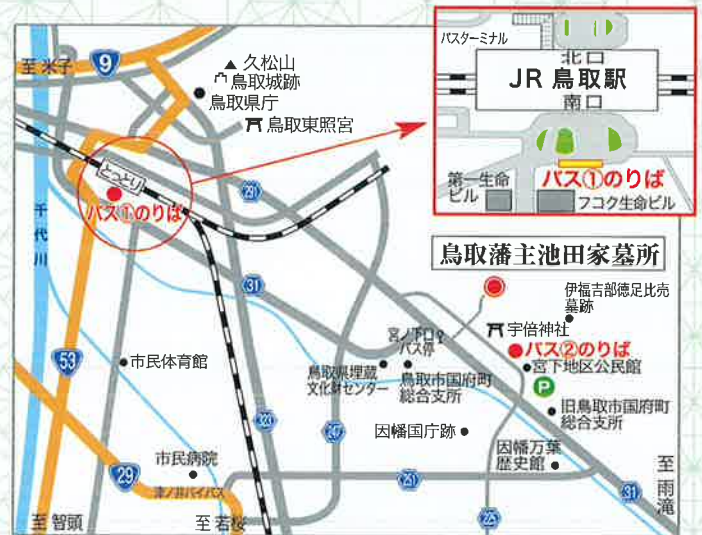 至 米子
9
久松山
鳥取城跡
鳥取県庁
鳥取東照宮
とっとり
バス①のりば
千代川
バスターミナル
北口
JR 鳥取駅
南口
第一生命
ビル
バス①のりば
フコク生命ビル
鳥取藩主池田家墓所
伊福吉部徳足比売
墓跡
宇倍神社
バス②のりば
宮下地区公民館
P
旧鳥取市国府町
総合支所
宮ノ下口
バス停
鳥取県埋蔵
文化財センター
鳥取市国府町
総合支所
因幡国庁跡
因幡万葉
歴史館
至 雨滝
市民体育館
市民病院
津ノ井バイパス
53
29
31
31
291
323
247
251
225
至 智頭
至 若桜